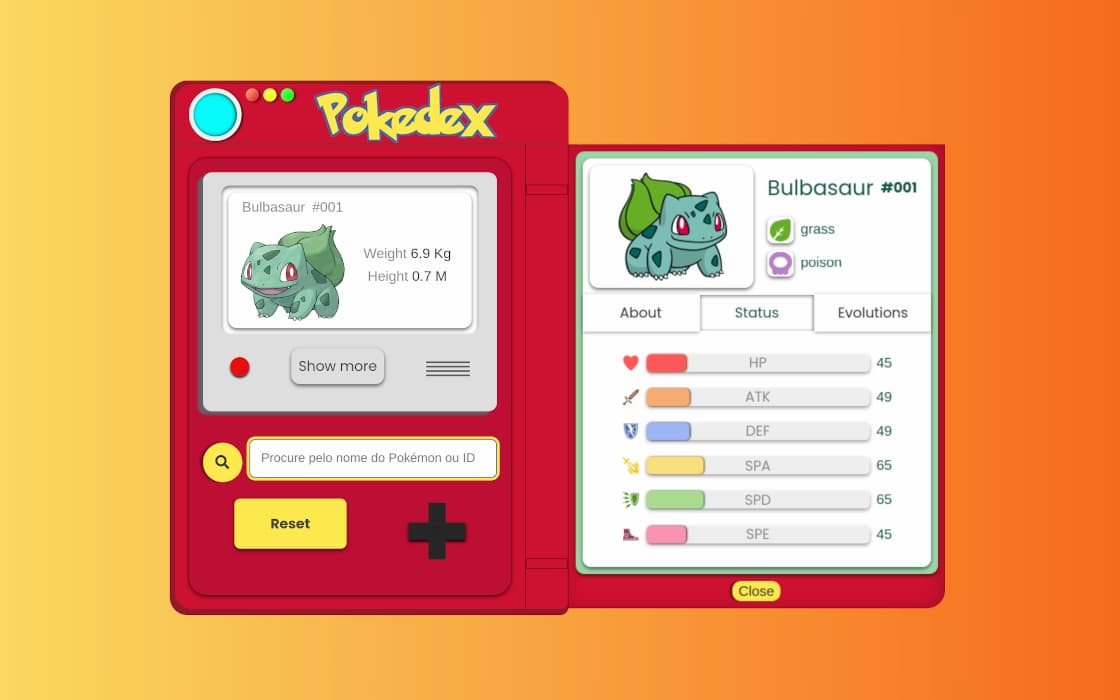 Pokedex
Bulbasaur #001
Weight 6.9 Kg
Height 0.7 M
Show more
Procure pelo nome do Pokémon ou ID
Reset
Bulbasaur #001
grass
poison
About Status Evolutions
HP 45
ATK 49
DEF 49
SPA 65
SPD 65
SPE 45
Close